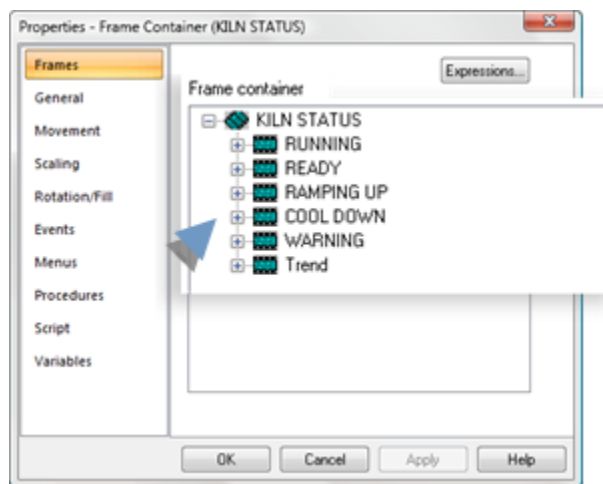 Properties - Frame Container (KILN STATUS)
Frames
General
Movement
Scaling
Rotation/Fill
Events
Menus
Procedures
Script
Variables
Expressions...
Frame container
KILN STATUS
RUNNING
READY
RAMPING UP
COOL DOWN
WARNING
Trend
OK Cancel Apply Help